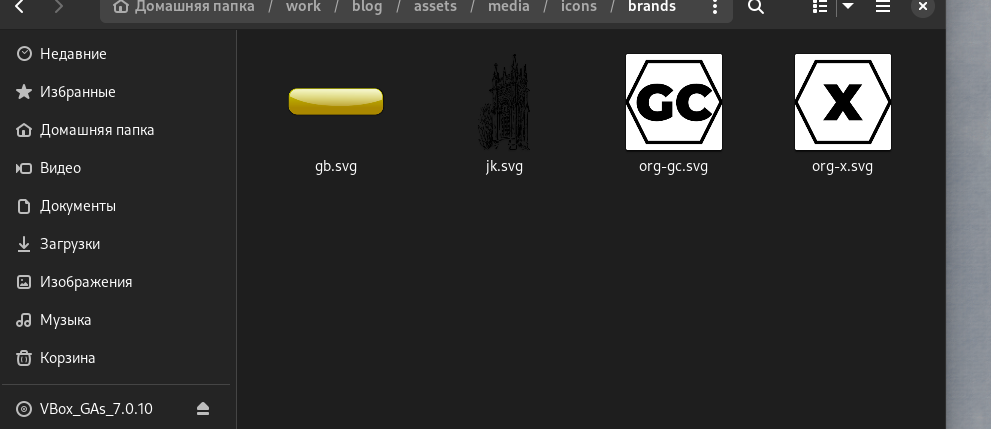 Домашняя папка / work / blog / assets / media / icons / brands
Недавние
Избранные
Домашняя папка
Видео
Документы
Загрузки
Изображения
Музыка
Корзина
VBox_GAs_7.0.10
GC
X
gb.svg
jk.svg
org-gc.svg
org-x.svg